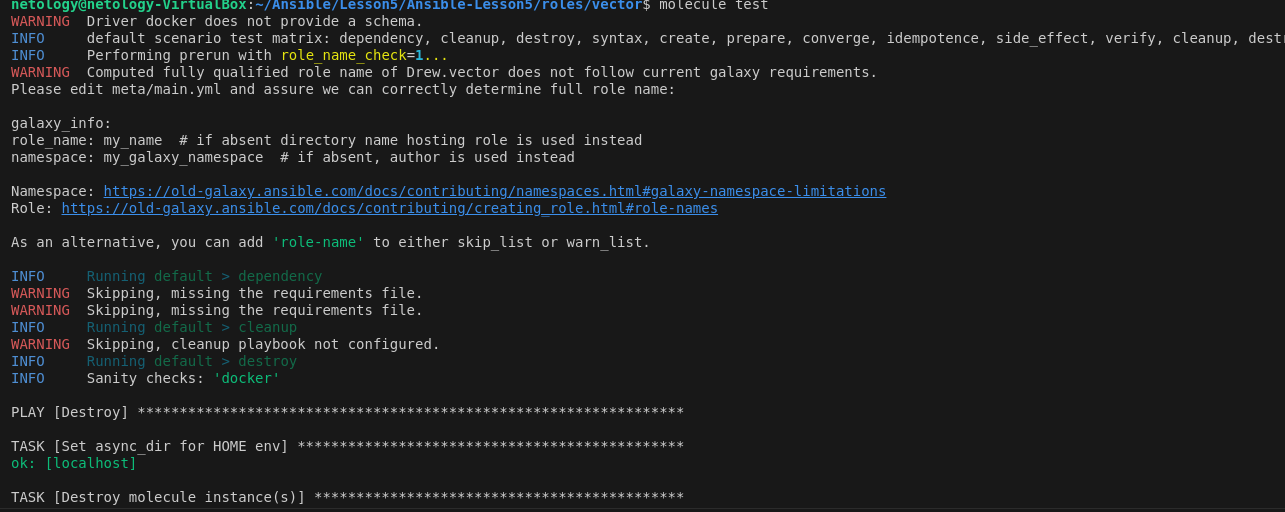 netology@netology-VirtualBox:~/Ansible/Lesson5/Ansible-Lesson5/roles/vector$ molecule test
WARNING  Driver docker does not provide a schema.
INFO     default scenario test matrix: dependency, cleanup, destroy, syntax, create, prepare, converge, idempotence, side_effect, verify, cleanup, dest
INFO     Performing prerun with role_name_check=1...
WARNING  Computed fully qualified role name of Drew.vector does not follow current galaxy requirements.
Please edit meta/main.yml and assure we can correctly determine full role name:
galaxy_info:
role_name: my_name  # if absent directory name hosting role is used instead
namespace: my_galaxy_namespace  # if absent, author is used instead
Namespace: https://old-galaxy.ansible.com/docs/contributing/namespaces.html#galaxy-namespace-limitations
Role: https://old-galaxy.ansible.com/docs/contributing/creating_role.html#role-names
As an alternative, you can add 'role-name' to either skip_list or warn_list.
INFO     Running default > dependency
WARNING  Skipping, missing the requirements file.
WARNING  Skipping, missing the requirements file.
INFO     Running default > cleanup
WARNING  Skipping, cleanup playbook not configured.
INFO     Running default > destroy
INFO     Sanity checks: 'docker'
PLAY [Destroy] *****************************************************************
TASK [Set async_dir for HOME env] **********************************************
ok: [localhost]
TASK [Destroy molecule instance(s)] ********************************************